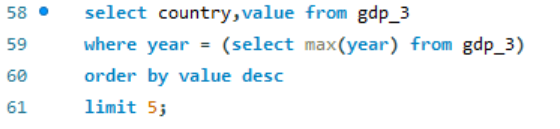 58 select country,value from gdp_3
59 where year = (select max(year) from gdp_3)
60 order by value desc
61 limit 5;